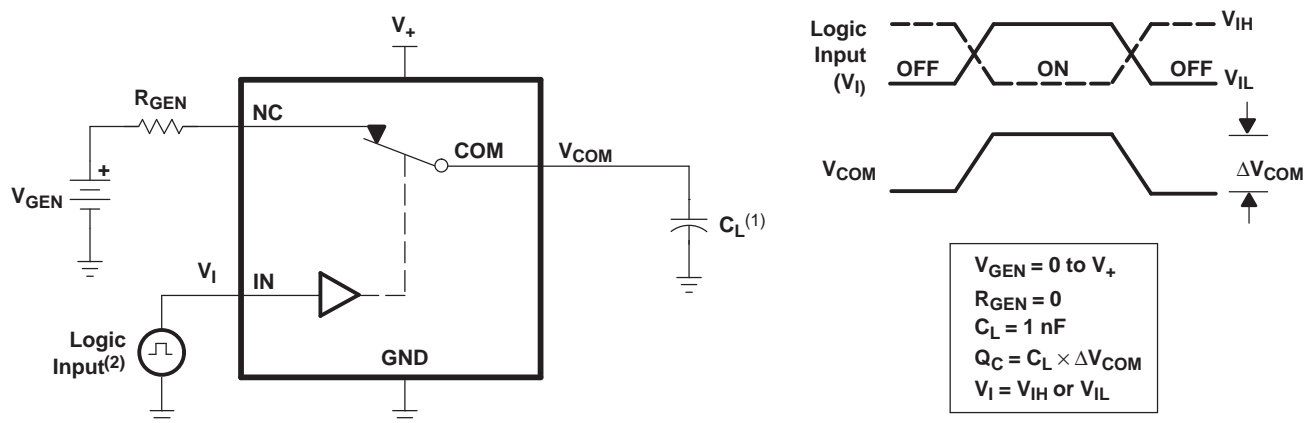 V+
RGEN
NC
COM
VCOM
+
VGEN
CL(1)
VI
IN
Logic
Input(2)
GND
Logic
Input
(VI)
OFF
ON
OFF
VIH
VIL
VCOM
ΔVCOM
VGEN = 0 to V+
RGEN = 0
CL = 1 nF
QC = CL × ΔVCOM
VI = VIH or VIL